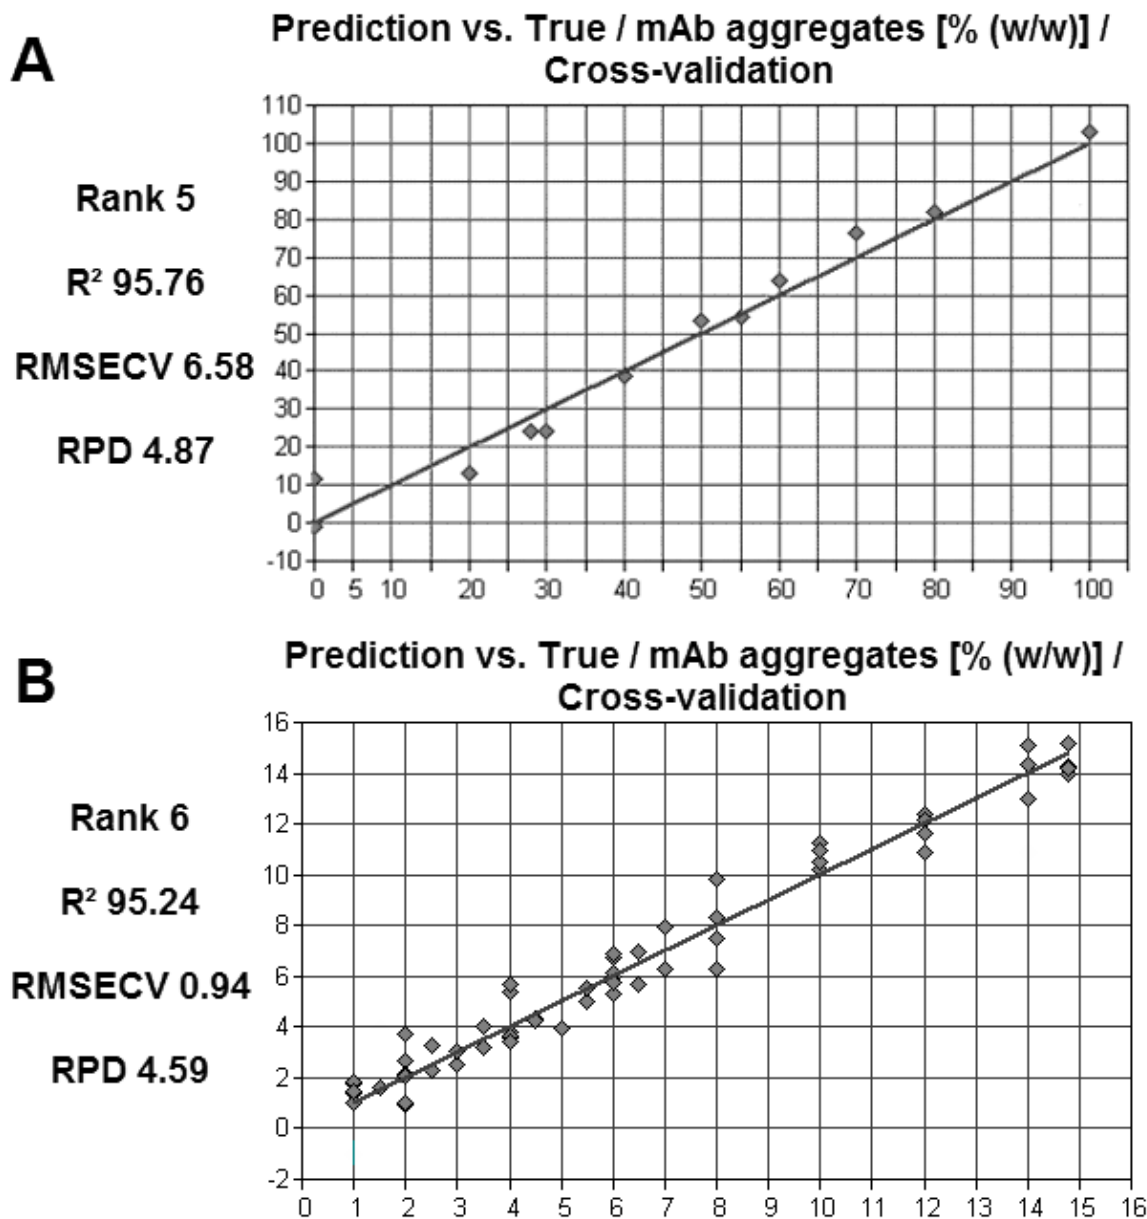 A
Prediction vs. True / mAb aggregates [% (w/w)] /
Cross-validation
Rank 5
R² 95.76
RMSECV 6.58
RPD 4.87
110
100
90
80
70
60
50
40
30
20
10
0
-10
0 5 10 20 30 40 50 60 70 80 90 100
B
Prediction vs. True / mAb aggregates [% (w/w)] /
Cross-validation
Rank 6
R² 95.24
RMSECV 0.94
RPD 4.59
16
14
12
10
8
6
4
2
0
-2
0 1 2 3 4 5 6 7 8 9 10 11 12 13 14 15 16